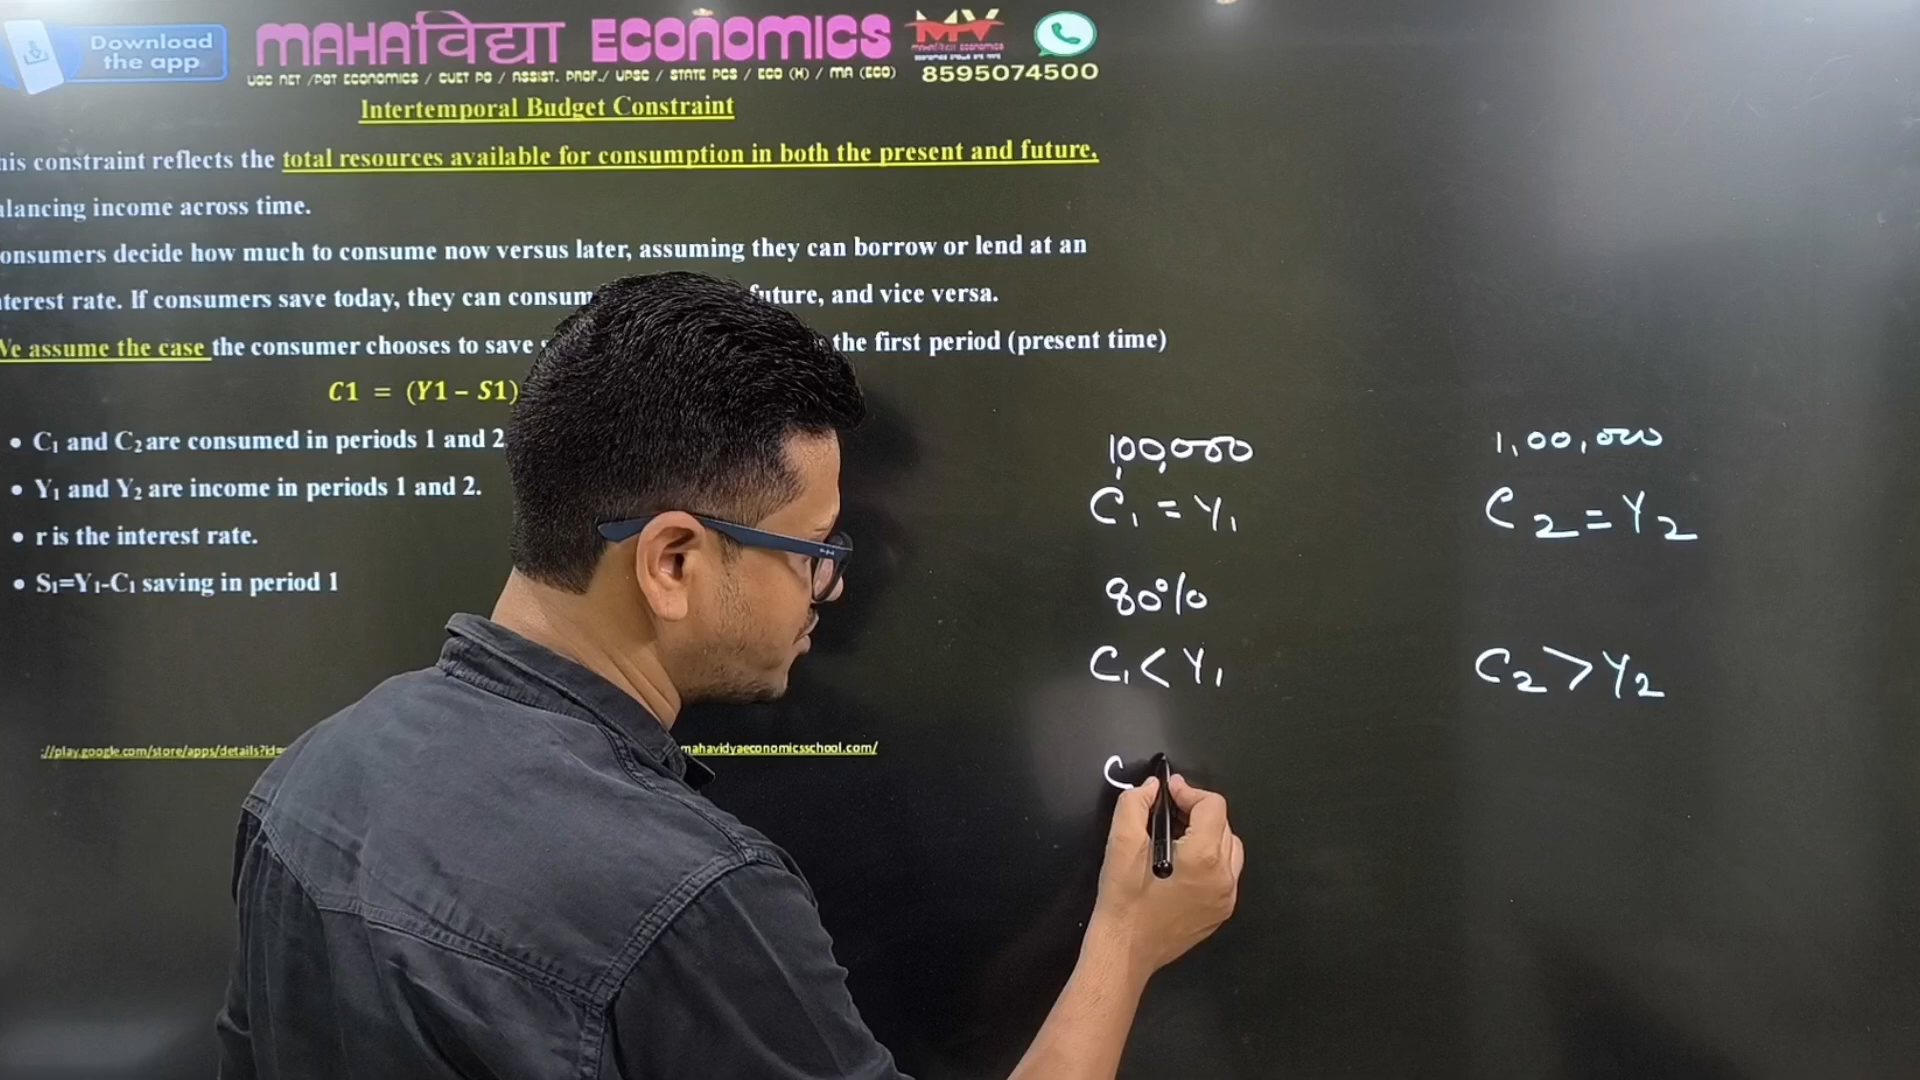 Download
the app
MAHAविद्या ECONOMICS
MV
UGC NET /PGT ECONOMICS / CUET PG / ASSIST. PROF./ UPSC / STATE PCS / ECO (H) / MA (ECO)
8595074500
Intertemporal Budget Constraint
his constraint reflects the total resources available for consumption in both the present and future,
alancing income across time.
onsumers decide how much to consume now versus later, assuming they can borrow or lend at an
terest rate. If consumers save today, they can consum future, and vice versa.
We assume the case the consumer chooses to save the first period (present time)
C1 = (Y1 – S1)
• C₁ and C₂ are consumed in periods 1 and 2
• Y₁ and Y₂ are income in periods 1 and 2.
• r is the interest rate.
• S₁=Y₁-C₁ saving in period 1
://play.google.com/store/apps/details?id= mahavidyaeconomicsschool.com/
1,00,000
C₁ = Y₁
80%
C₁ < Y₁
C
1,00,000
C₂ = Y₂
C₂ > Y₂